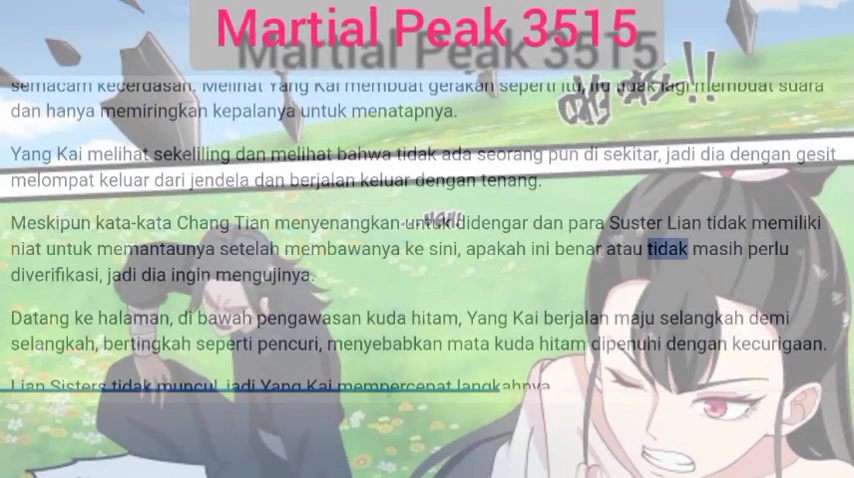 Martial Peak 3515
Martial Peak 3515
semacam kecerdasan. Melihat Yang Kai membuat gerakan seperti itu, itu tidak lagi membuat suara
dan hanya memiringkan kepalanya untuk menatapnya.
Yang Kai melihat sekeliling dan melihat bahwa tidak ada seorang pun di sekitar, jadi dia dengan gesit
melompat keluar dari jendela dan berjalan keluar dengan tenang.
Meskipun kata-kata Chang Tian menyenangkan untuk didengar dan para Suster Lian tidak memiliki
niat untuk memantaunya setelah membawanya ke sini, apakah ini benar atau tidak masih perlu
diverifikasi, jadi dia ingin mengujinya.
Datang ke halaman, di bawah pengawasan kuda hitam, Yang Kai berjalan maju selangkah demi
selangkah, bertingkah seperti pencuri, menyebabkan mata kuda hitam dipenuhi dengan kecurigaan.
Lian Sisters tidak muncul, jadi Yang Kai mempercepat langkahnya